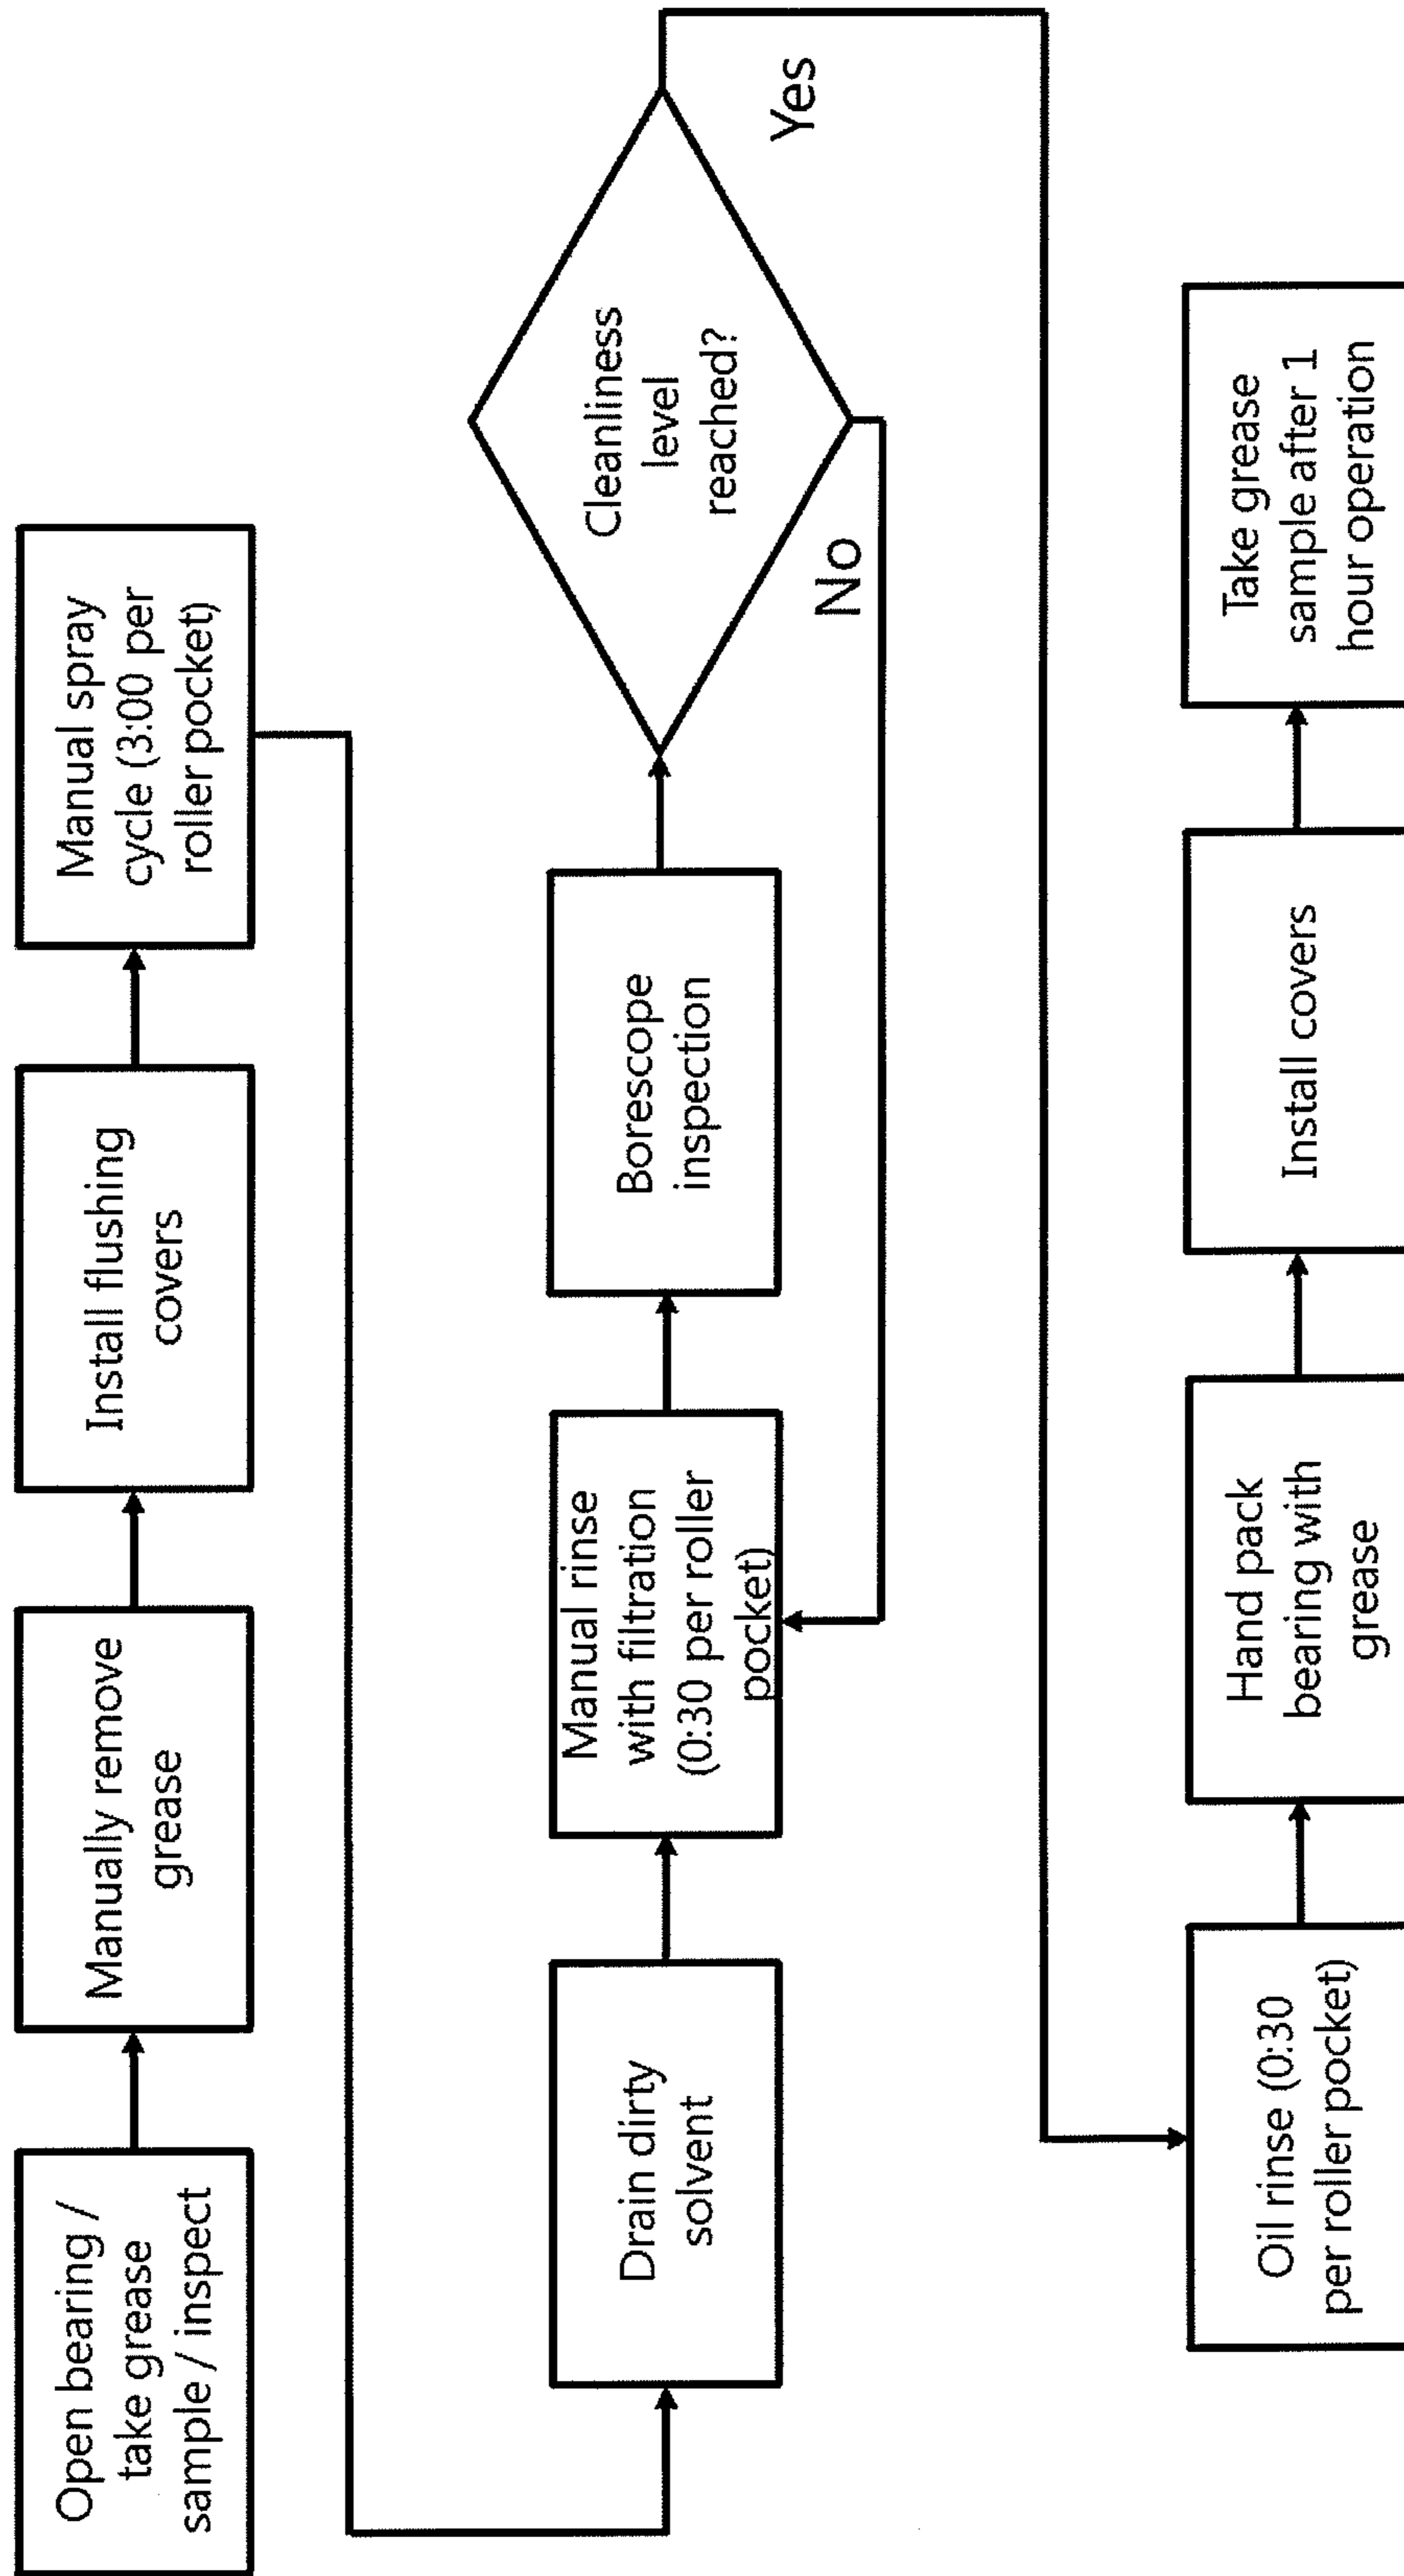 Open bearing /
take grease
sample / inspect
Manually remove
grease
Install flushing
covers
Manual spray
cycle (3:00 per
roller pocket)
Drain dirty
solvent
Manual rinse
with filtration
(0:30 per roller
pocket)
Borescope
inspection
Cleanliness
level
reached?
No
Yes
Oil rinse (0:30
per roller pocket)
Hand pack
bearing with
grease
Install covers
Take grease
sample after 1
hour operation